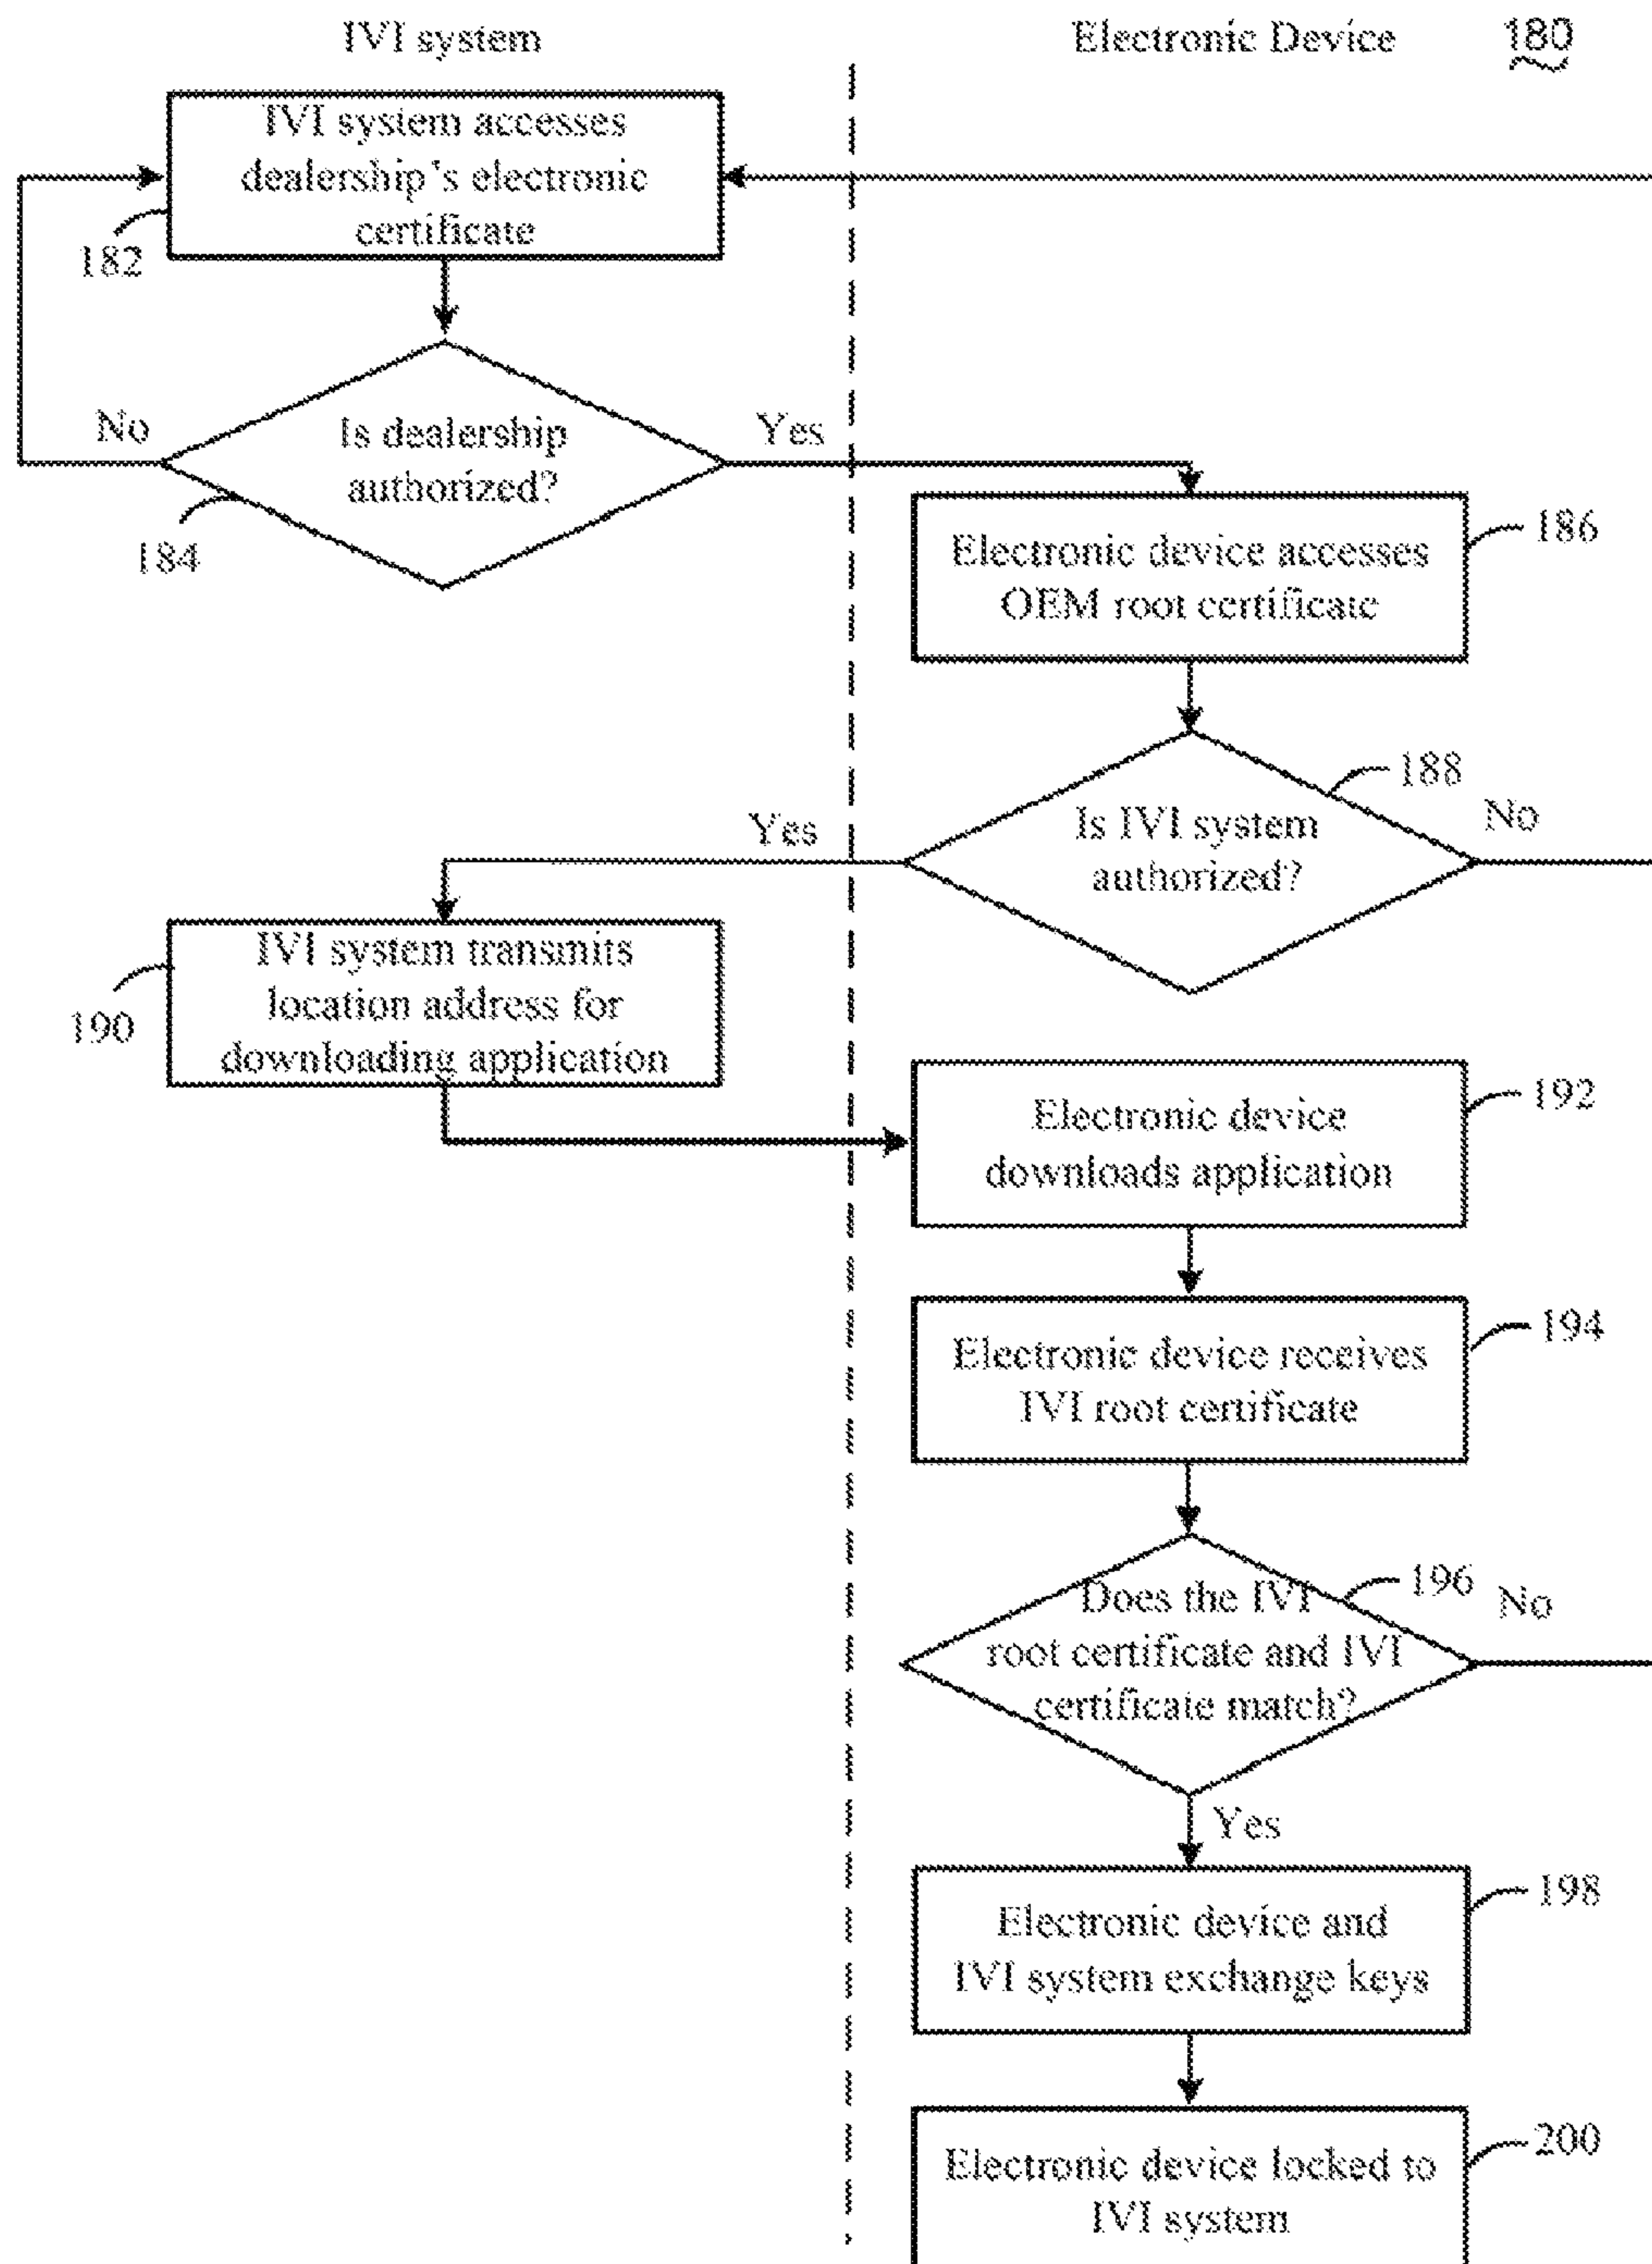 IVI system
Electronic Device
180
IVI system accesses
dealership's electronic
certificate
182
Is dealership
authorized?
No
Yes
184
Electronic device accesses
OEM root certificate
186
188
Is IVI system
authorized?
Yes
No
IVI system transmits
location address for
downloading application
190
Electronic device
downloads application
192
Electronic device receives
IVI root certificate
194
Does the IVI
root certificate and IVI
certificate match?
196
No
Yes
Electronic device and
IVI system exchange keys
198
Electronic device locked to
IVI system
200